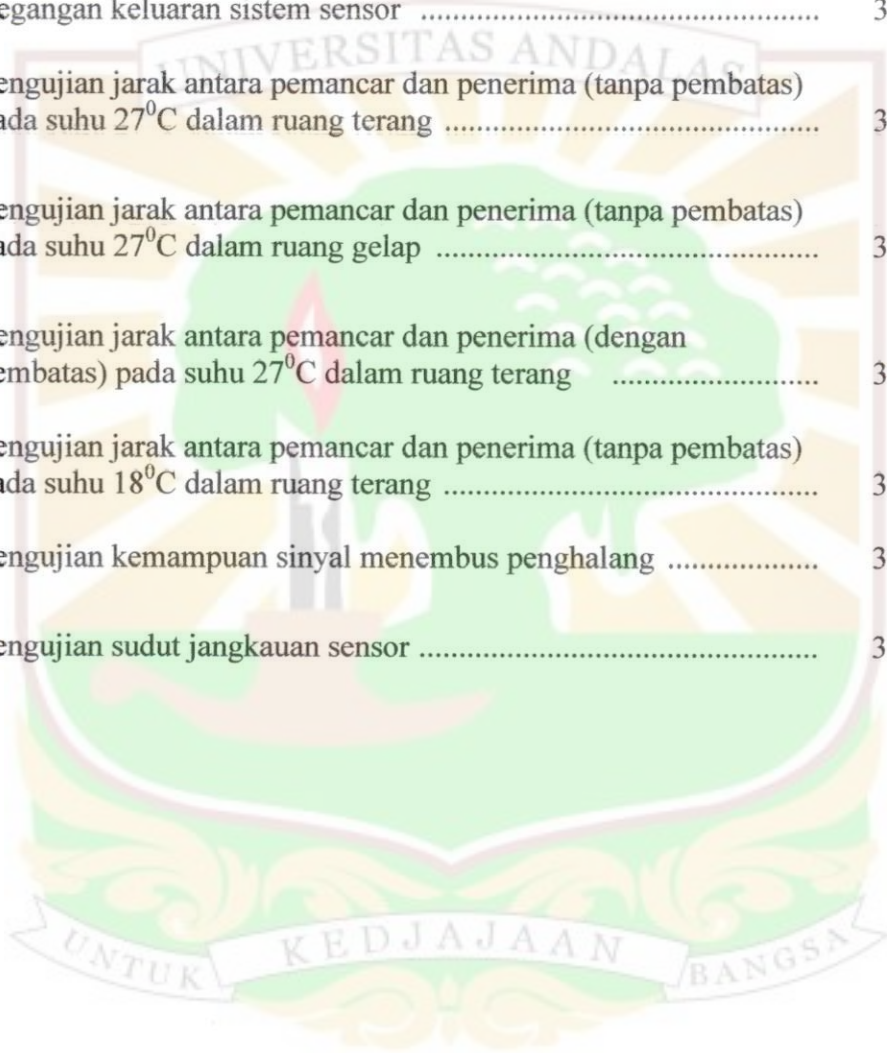 egangan keluaran sistem sensor ................................................ 3
UNIVERSITAS ANDALAS
engujian jarak antara pemancar dan penerima (tanpa pembatas)
ada suhu 27⁰C dalam ruang terang ............................................. 3
engujian jarak antara pemancar dan penerima (tanpa pembatas)
ada suhu 27⁰C dalam ruang gelap .............................................. 3
engujian jarak antara pemancar dan penerima (dengan
embatas) pada suhu 27⁰C dalam ruang terang ......................... 3
engujian jarak antara pemancar dan penerima (tanpa pembatas)
ada suhu 18⁰C dalam ruang terang ............................................. 3
engujian kemampuan sinyal menembus penghalang .................. 3
engujian sudut jangkauan sensor ................................................ 3
UNTUK KEDJAJAAN BANGSA